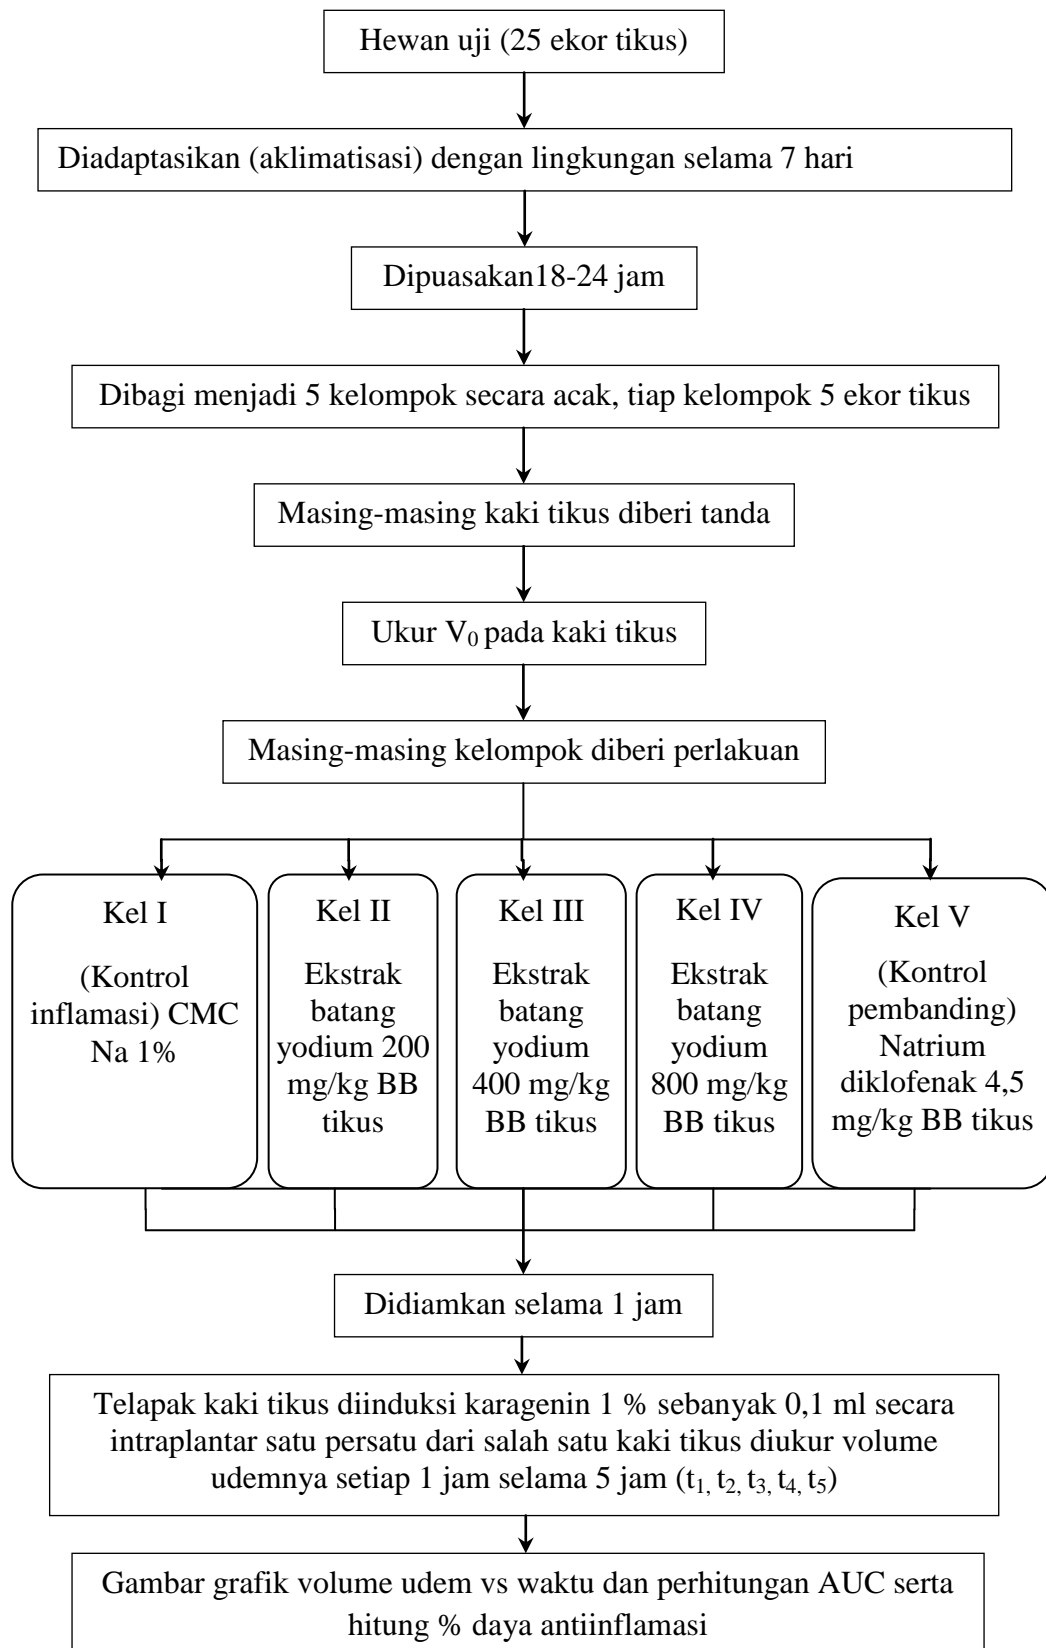 Hewan uji (25 ekor tikus)
Diadaptasikan (aklimatisasi) dengan lingkungan selama 7 hari
Dipuasakan18-24 jam
Dibagi menjadi 5 kelompok secara acak, tiap kelompok 5 ekor tikus
Masing-masing kaki tikus diberi tanda
Ukur V₀ pada kaki tikus
Masing-masing kelompok diberi perlakuan
Kel I
(Kontrol
inflamasi) CMC
Na 1%
Kel II
Ekstrak
batang
yodium 200
mg/kg BB
tikus
Kel III
Ekstrak
batang
yodium
400 mg/kg
BB tikus
Kel IV
Ekstrak
batang
yodium
800 mg/kg
BB tikus
Kel V
(Kontrol
pembanding)
Natrium
diklofenak 4,5
mg/kg BB tikus
Didiamkan selama 1 jam
Telapak kaki tikus diinduksi karagenin 1 % sebanyak 0,1 ml secara
intraplantar satu persatu dari salah satu kaki tikus diukur volume
udemnya setiap 1 jam selama 5 jam (t₁, t₂, t₃, t₄, t₅)
Gambar grafik volume udem vs waktu dan perhitungan AUC serta
hitung % daya antiinflamasi